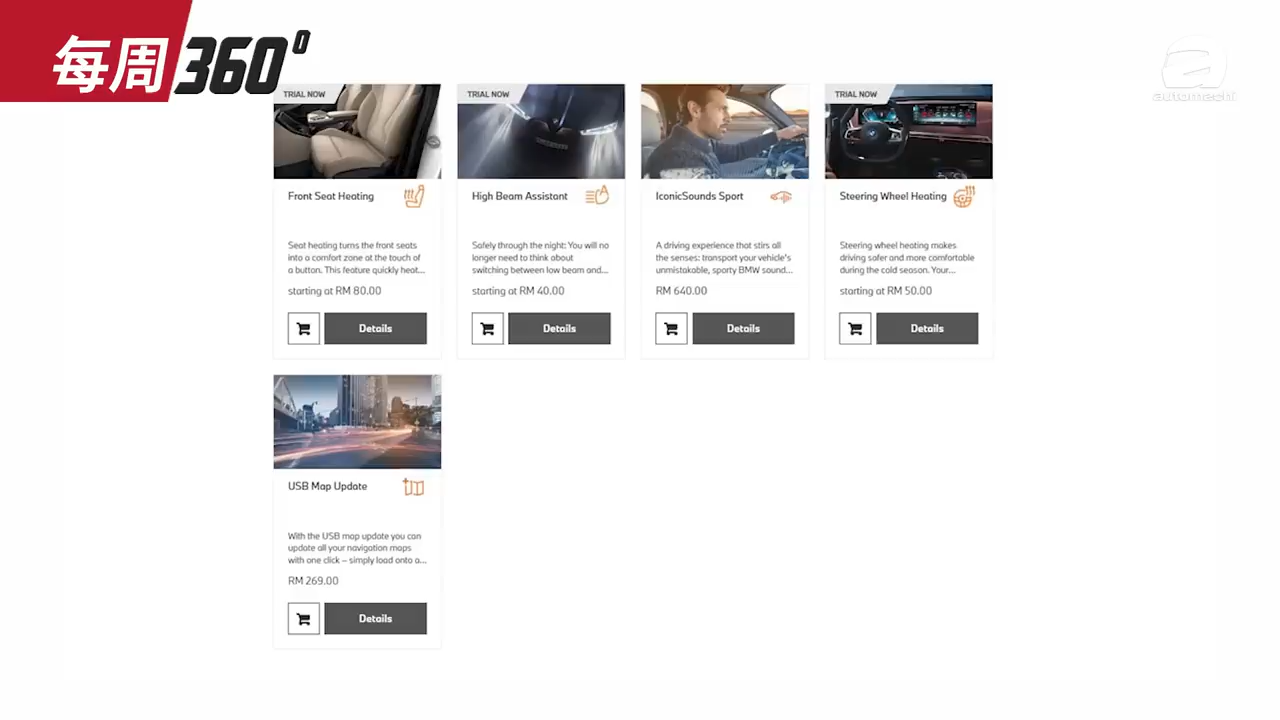 每周360°
automachi
TRIAL NOW
Front Seat Heating
Seat heating turns the front seats
into a comfort zone at the touch of
a button. This feature quickly heat...
starting at RM 80.00
Details
TRIAL NOW
High Beam Assistant
Safely through the night: You will no
longer need to think about
switching between low beam and...
starting at RM 40.00
Details
IconicSounds Sport
A driving experience that stirs all
the senses: transport your vehicle's
unmistakable, sporty BMW sound...
RM 640.00
Details
TRIAL NOW
Steering Wheel Heating
Steering wheel heating makes
driving safer and more comfortable
during the cold season. Your...
starting at RM 50.00
Details
USB Map Update
With the USB map update you can
update all your navigation maps
with one click – simply load onto a...
RM 269.00
Details